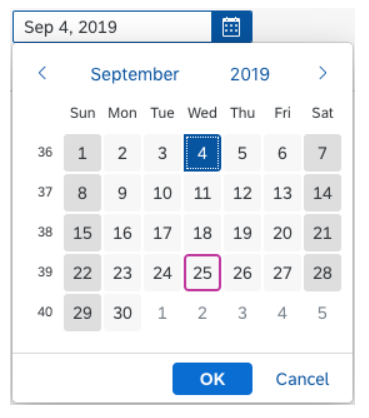 Sep 4, 2019
September 2019
Sun Mon Tue Wed Thu Fri Sat
36 1 2 3 4 5 6 7
37 8 9 10 11 12 13 14
38 15 16 17 18 19 20 21
39 22 23 24 25 26 27 28
40 29 30 1 2 3 4 5
OK Cancel